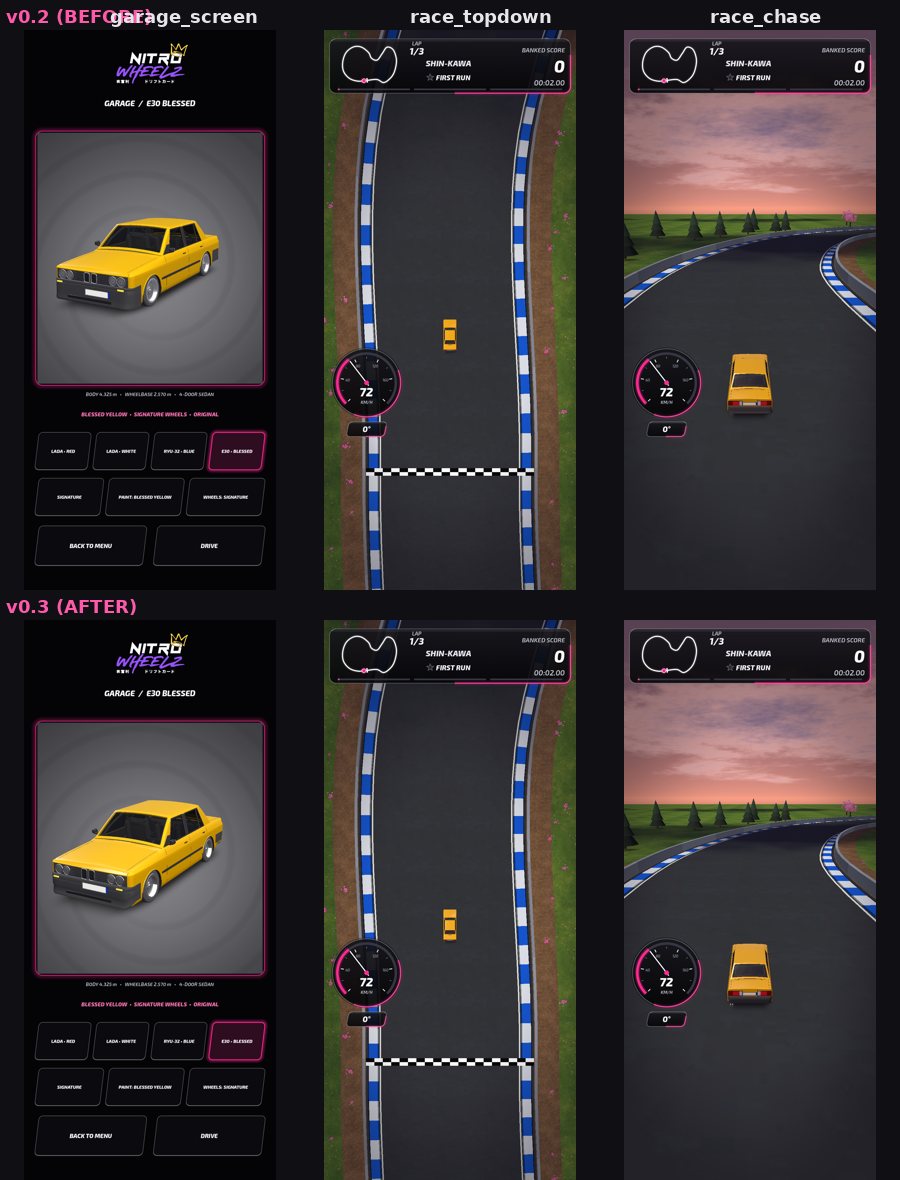 v0.2 (BEFORE)
garage_screen
race_topdown
race_chase
NITRO
WHEELZ
GARAGE / E30 BLESSED
BODY 4.325 m • WHEELBASE 2.570 m • 4-DOOR SEDAN
BLESSED YELLOW • SIGNATURE WHEELS • ORIGINAL
LADA • RED
LADA • WHITE
RYU-32 • BLUE
E30 • BLESSED
SIGNATURE
PAINT: BLESSED YELLOW
WHEELS: SIGNATURE
BACK TO MENU
DRIVE
LAP
1/3
SHIN-KAWA
☆ FIRST RUN
BANKED SCORE
0
00:02.00
72
KM/H
0°
LAP
1/3
SHIN-KAWA
☆ FIRST RUN
BANKED SCORE
0
00:02.00
72
KM/H
0°
v0.3 (AFTER)
NITRO
WHEELZ
GARAGE / E30 BLESSED
BODY 4.325 m • WHEELBASE 2.570 m • 4-DOOR SEDAN
BLESSED YELLOW • SIGNATURE WHEELS • ORIGINAL
LADA • RED
LADA • WHITE
RYU-32 • BLUE
E30 • BLESSED
SIGNATURE
PAINT: BLESSED YELLOW
WHEELS: SIGNATURE
BACK TO MENU
DRIVE
LAP
1/3
SHIN-KAWA
☆ FIRST RUN
BANKED SCORE
0
00:02.00
72
KM/H
0°
LAP
1/3
SHIN-KAWA
☆ FIRST RUN
BANKED SCORE
0
00:02.00
72
KM/H
0°